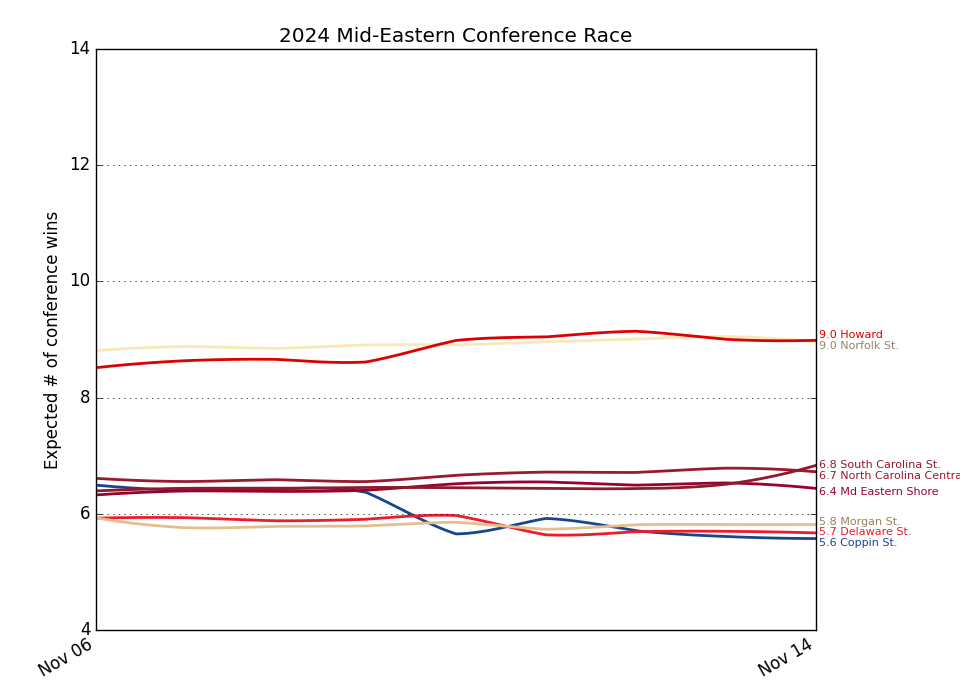 2024 Mid-Eastern Conference Race
Expected # of conference wins
14
12
10
8
6
4
Nov 06
Nov 14
9.0 Howard
9.0 Norfolk St.
6.8 South Carolina St.
6.7 North Carolina Centra
6.4 Md Eastern Shore
5.8 Morgan St.
5.7 Delaware St.
5.6 Coppin St.